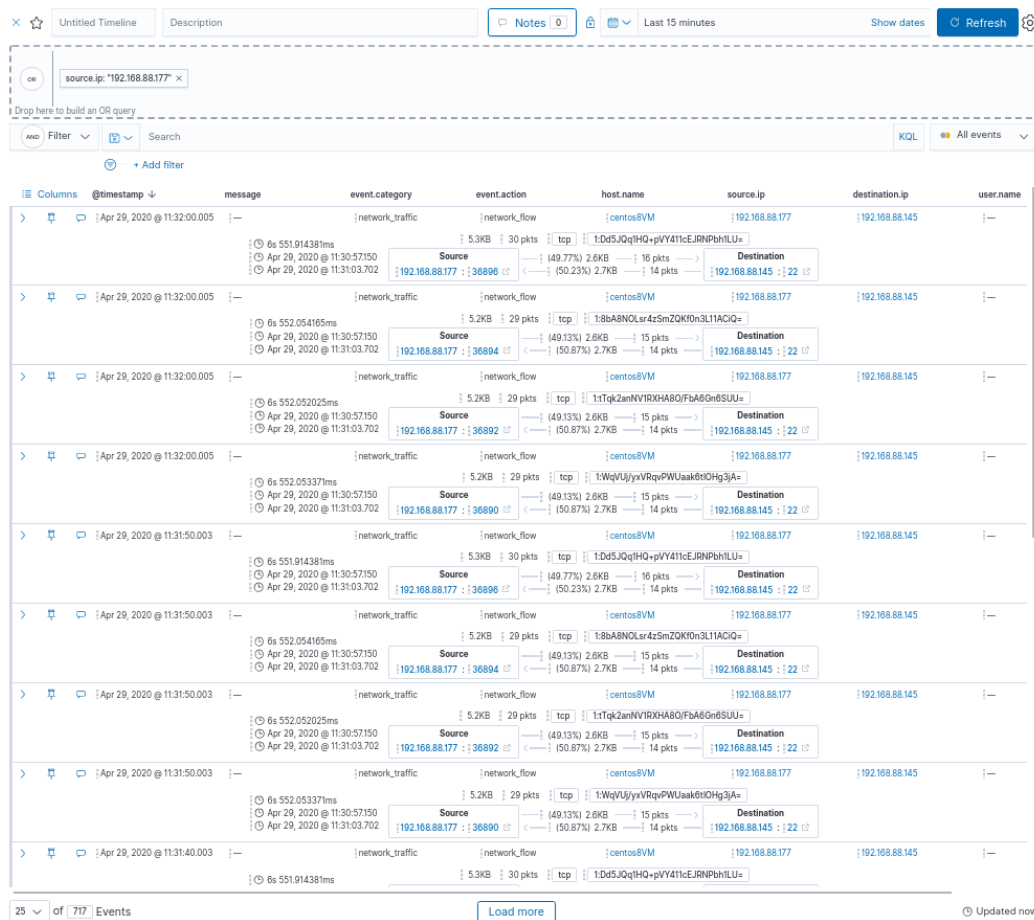 Untitled Timeline Description Notes 0 Last 15 minutes Show dates Refresh
OR source.ip: "192.168.88.177" ×
Drop here to build an OR query
AND Filter Search KQL All events
+ Add filter
Columns @timestamp message event.category event.action host.name source.ip destination.ip user.name
Apr 29, 2020 @ 11:32:00.005 — network_traffic network_flow centos8VM 192.168.88.177 192.168.88.145 —
5.3KB 30 pkts tcp 1:Dd5JQq1HQ+pVY411cEJRNPbh1LU=
6s 551.914381ms
Source (49.77%) 2.6KB 16 pkts Destination
Apr 29, 2020 @ 11:30:57.150
Apr 29, 2020 @ 11:31:03.702 192.168.88.177 : 36896 (50.23%) 2.7KB 14 pkts 192.168.88.145 : 22
Apr 29, 2020 @ 11:32:00.005 — network_traffic network_flow centos8VM 192.168.88.177 192.168.88.145 —
5.2KB 29 pkts tcp 1:8bA8NOLsr4zSmZQKf0n3L11ACiQ=
6s 552.054165ms
Source (49.13%) 2.6KB 15 pkts Destination
Apr 29, 2020 @ 11:30:57.150
Apr 29, 2020 @ 11:31:03.702 192.168.88.177 : 36894 (50.87%) 2.7KB 14 pkts 192.168.88.145 : 22
Apr 29, 2020 @ 11:32:00.005 — network_traffic network_flow centos8VM 192.168.88.177 192.168.88.145 —
5.2KB 29 pkts tcp 1:tTqk2anNV1RXHA8O/FbA6Gn6SUU=
6s 552.052025ms
Source (49.13%) 2.6KB 15 pkts Destination
Apr 29, 2020 @ 11:30:57.150
Apr 29, 2020 @ 11:31:03.702 192.168.88.177 : 36892 (50.87%) 2.7KB 14 pkts 192.168.88.145 : 22
Apr 29, 2020 @ 11:32:00.005 — network_traffic network_flow centos8VM 192.168.88.177 192.168.88.145 —
5.2KB 29 pkts tcp 1:WqVUj/yxVRqvPWUaak6tIOHg3jA=
6s 552.053371ms
Source (49.13%) 2.6KB 15 pkts Destination
Apr 29, 2020 @ 11:30:57.150
Apr 29, 2020 @ 11:31:03.702 192.168.88.177 : 36890 (50.87%) 2.7KB 14 pkts 192.168.88.145 : 22
Apr 29, 2020 @ 11:31:50.003 — network_traffic network_flow centos8VM 192.168.88.177 192.168.88.145 —
5.3KB 30 pkts tcp 1:Dd5JQq1HQ+pVY411cEJRNPbh1LU=
6s 551.914381ms
Source (49.77%) 2.6KB 16 pkts Destination
Apr 29, 2020 @ 11:30:57.150
Apr 29, 2020 @ 11:31:03.702 192.168.88.177 : 36896 (50.23%) 2.7KB 14 pkts 192.168.88.145 : 22
Apr 29, 2020 @ 11:31:50.003 — network_traffic network_flow centos8VM 192.168.88.177 192.168.88.145 —
5.2KB 29 pkts tcp 1:8bA8NOLsr4zSmZQKf0n3L11ACiQ=
6s 552.054165ms
Source (49.13%) 2.6KB 15 pkts Destination
Apr 29, 2020 @ 11:30:57.150
Apr 29, 2020 @ 11:31:03.702 192.168.88.177 : 36894 (50.87%) 2.7KB 14 pkts 192.168.88.145 : 22
Apr 29, 2020 @ 11:31:50.003 — network_traffic network_flow centos8VM 192.168.88.177 192.168.88.145 —
5.2KB 29 pkts tcp 1:tTqk2anNV1RXHA8O/FbA6Gn6SUU=
6s 552.052025ms
Source (49.13%) 2.6KB 15 pkts Destination
Apr 29, 2020 @ 11:30:57.150
Apr 29, 2020 @ 11:31:03.702 192.168.88.177 : 36892 (50.87%) 2.7KB 14 pkts 192.168.88.145 : 22
Apr 29, 2020 @ 11:31:50.003 — network_traffic network_flow centos8VM 192.168.88.177 192.168.88.145 —
5.2KB 29 pkts tcp 1:WqVUj/yxVRqvPWUaak6tIOHg3jA=
6s 552.053371ms
Source (49.13%) 2.6KB 15 pkts Destination
Apr 29, 2020 @ 11:30:57.150
Apr 29, 2020 @ 11:31:03.702 192.168.88.177 : 36890 (50.87%) 2.7KB 14 pkts 192.168.88.145 : 22
Apr 29, 2020 @ 11:31:40.003 — network_traffic network_flow centos8VM 192.168.88.177 192.168.88.145 —
5.3KB 30 pkts tcp 1:Dd5JQq1HQ+pVY411cEJRNPbh1LU=
6s 551.914381ms
25 of 717 Events Load more Updated now